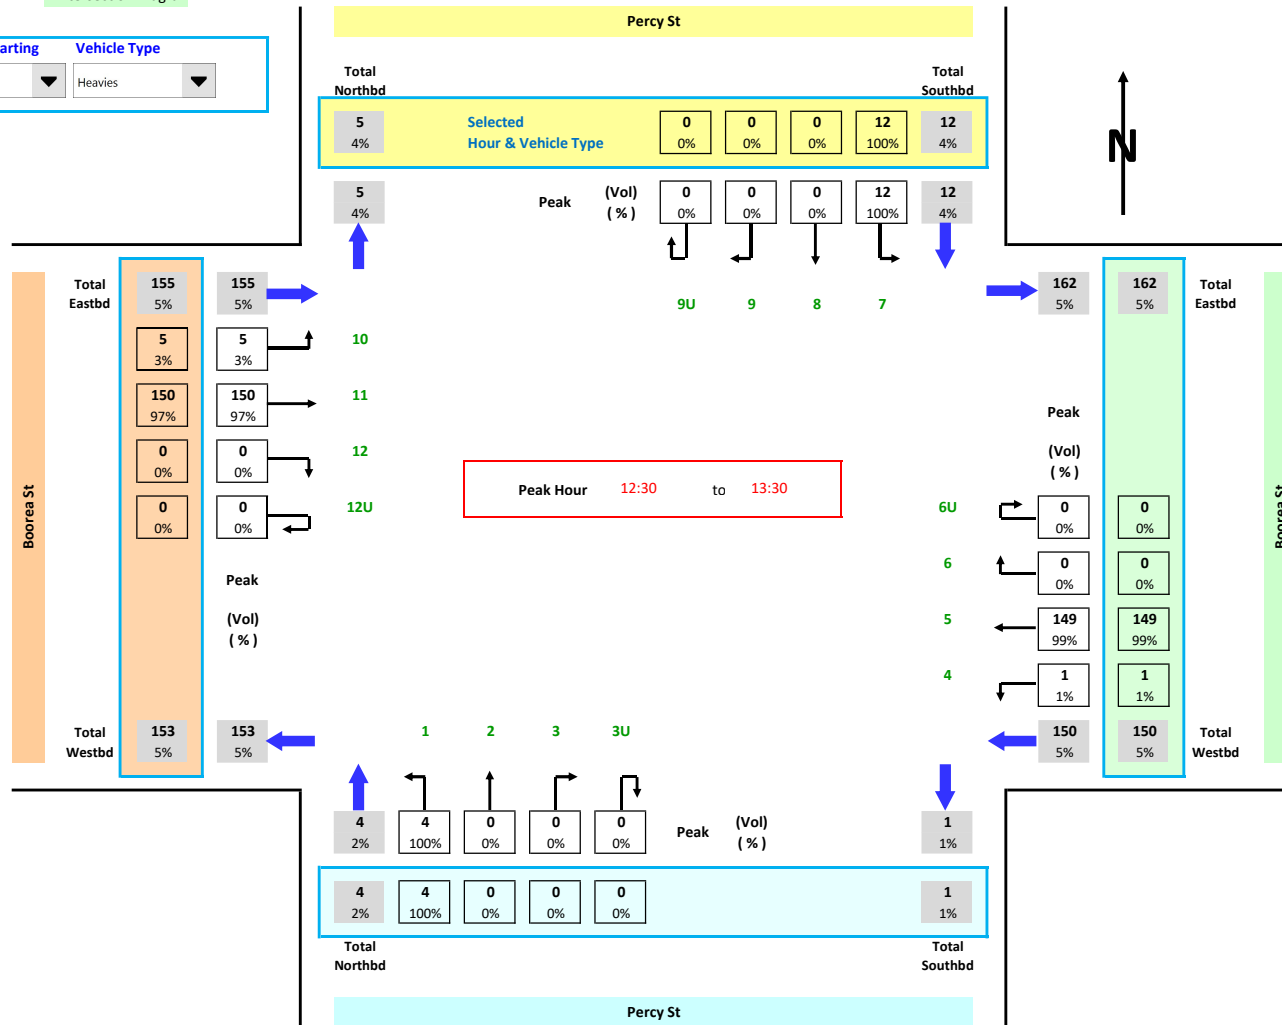 Percy St
arting Vehicle Type
Heavies
Total Northbd
Total Southbd
5 4%
Selected Hour & Vehicle Type
0 0% 0 0% 0 0% 12 100% 12 4%
5 4%
Peak (Vol) ( % )
0 0% 0 0% 0 0% 12 100% 12 4%
N
9U 9 8 7
Total Eastbd
155 5% 155 5%
5 3% 5 3% 10
150 97% 150 97% 11
0 0% 0 0% 12
0 0% 0 0% 12U
Boorea St
Peak
(Vol)
( % )
Total Westbd
153 5% 153 5%
Peak Hour 12:30 to 13:30
162 5% 162 5%
Total Eastbd
Peak
(Vol)
( % )
6U 0 0% 0 0%
6 0 0% 0 0%
5 149 99% 149 99%
4 1 1% 1 1%
150 5% 150 5%
Total Westbd
Boorea St
1 2 3 3U
4 2% 4 100% 0 0% 0 0% 0 0%
Peak (Vol) ( % )
1 1%
4 2% 4 100% 0 0% 0 0% 0 0%
1 1%
Total Northbd
Total Southbd
Percy St